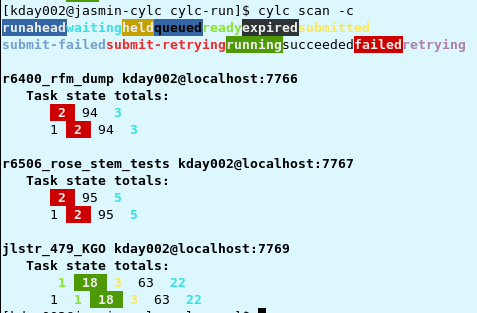 [kday002@jasmin-cylc cylc-run]$ cylc scan -c
runaheadwaitingheldqueuedreadyexpiredsubmitted
submit-failedsubmit-retryingrunningsucceededfailedretrying
r6400_rfm_dump kday002@localhost:7766
Task state totals:
2 94 3
1 2 94 3
r6506_rose_stem_tests kday002@localhost:7767
Task state totals:
2 95 5
1 2 95 5
jlstr_479_KGO kday002@localhost:7769
Task state totals:
1 18 3 63 22
1 1 18 3 63 22